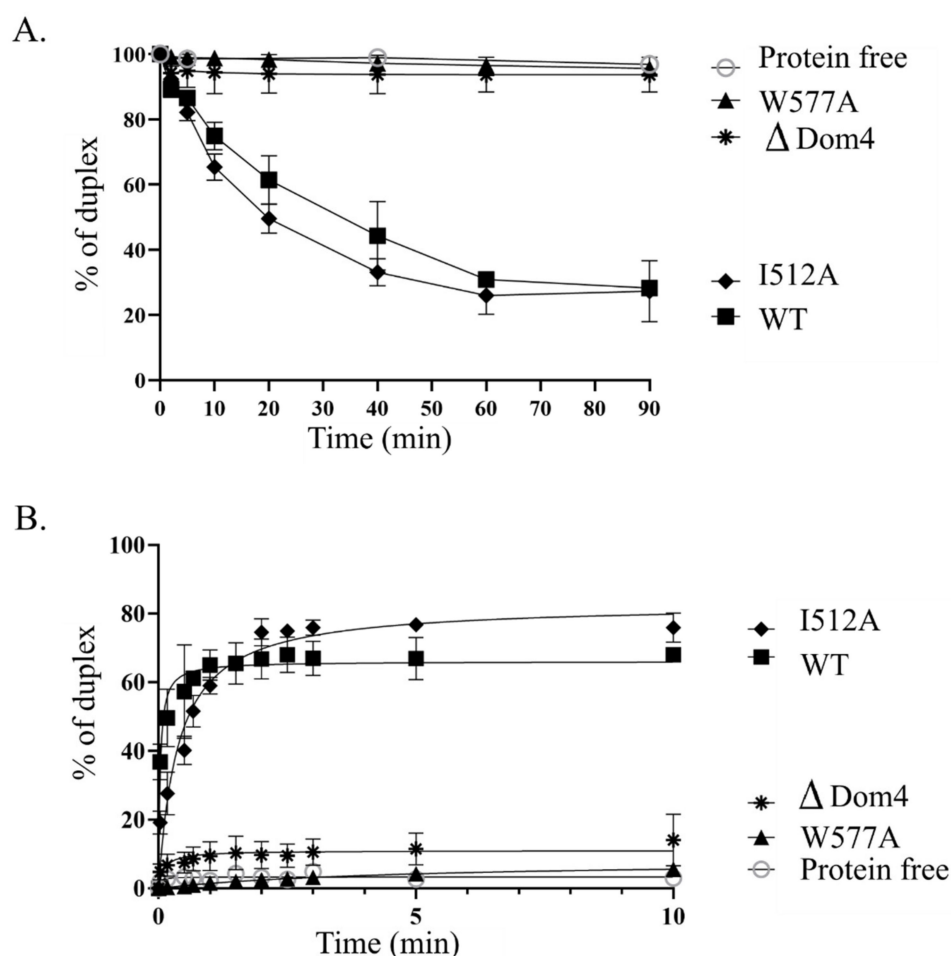 A.
100
80
60
40
20
0
% of duplex
0 10 20 30 40 50 60 70 80 90
Time (min)
Protein free
W577A
Δ Dom4
I512A
WT
B.
100
80
60
40
20
0
% of duplex
0 5 10
Time (min)
I512A
WT
Δ Dom4
W577A
Protein free